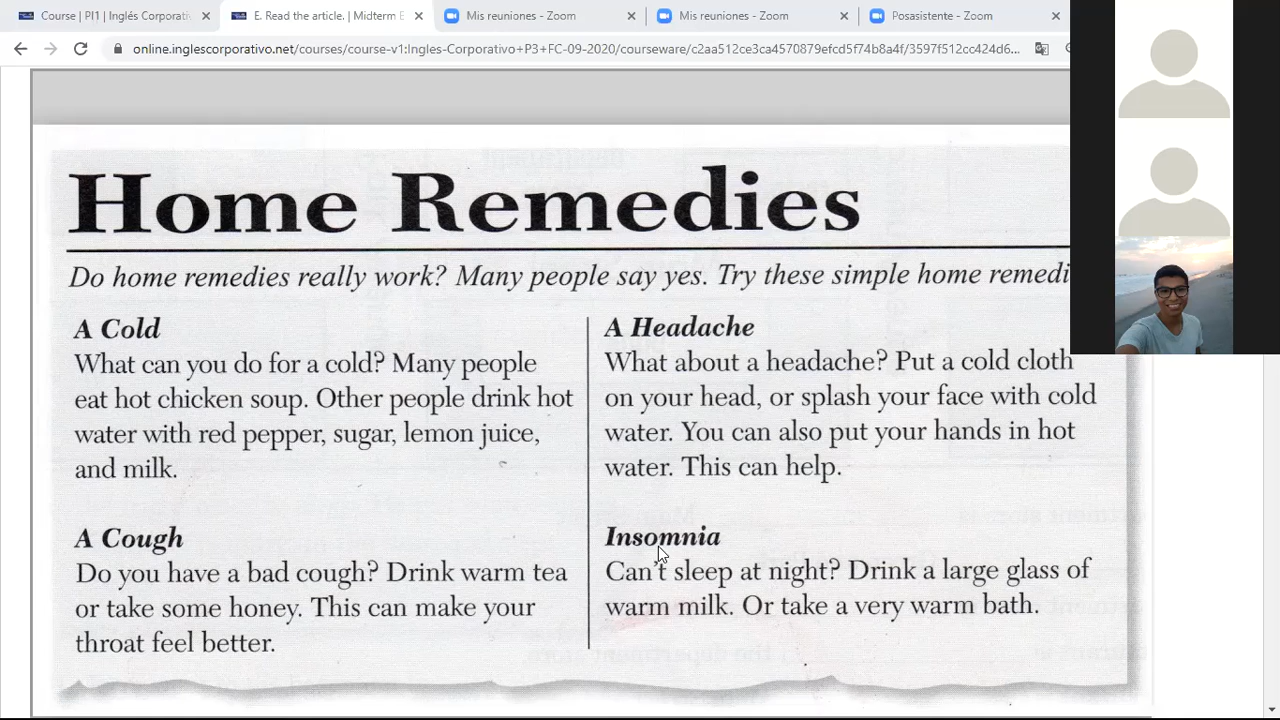 Course | PI1 | Inglés Corporati
E. Read the article. | Midterm E
Mis reuniones - Zoom
Mis reuniones - Zoom
Posasistente - Zoom
online.inglescorporativo.net/courses/course-v1:Ingles-Corporativo+P3+FC-09-2020/courseware/c2aa512cc3ca4570879efcd5f74b8a4f/3597f512cc424d6...
Home Remedies
Do home remedies really work? Many people say yes. Try these simple home remedi
A Cold
What can you do for a cold? Many people
eat hot chicken soup. Other people drink hot
water with red pepper, sugar, lemon juice,
and milk.
A Cough
Do you have a bad cough? Drink warm tea
or take some honey. This can make your
throat feel better.
A Headache
What about a headache? Put a cold cloth
on your head, or splash your face with cold
water. You can also put your hands in hot
water. This can help.
Insomnia
Can't sleep at night? Drink a large glass of
warm milk. Or take a very warm bath.